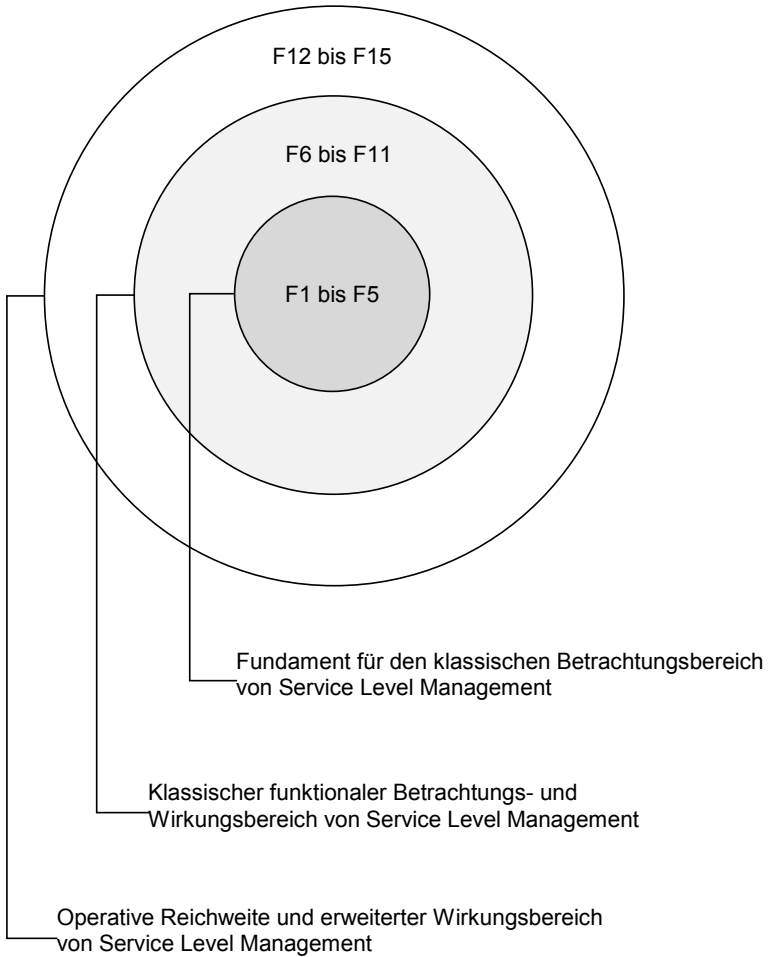 F12 bis F15
F6 bis F11
F1 bis F5
Fundament für den klassischen Betrachtungsbereich
von Service Level Management
Klassischer funktionaler Betrachtungs- und
Wirkungsbereich von Service Level Management
Operative Reichweite und erweiterter Wirkungsbereich
von Service Level Management